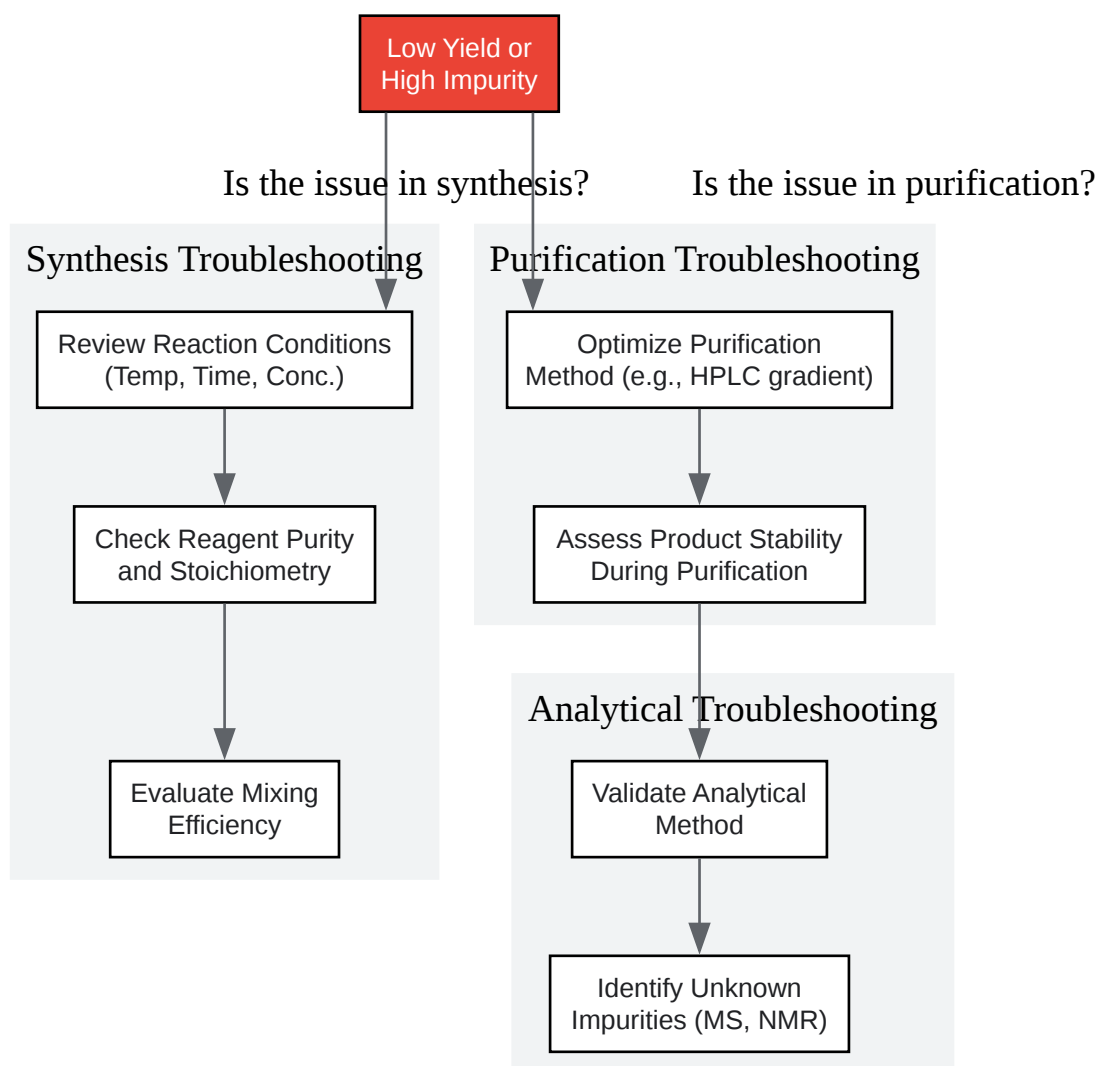 Low Yield or
High Impurity
Is the issue in synthesis?
Is the issue in purification?
Synthesis Troubleshooting
Review Reaction Conditions
(Temp, Time, Conc.)
Check Reagent Purity
and Stoichiometry
Evaluate Mixing
Efficiency
Purification Troubleshooting
Optimize Purification
Method (e.g., HPLC gradient)
Assess Product Stability
During Purification
Analytical Troubleshooting
Validate Analytical
Method
Identify Unknown
Impurities (MS, NMR)